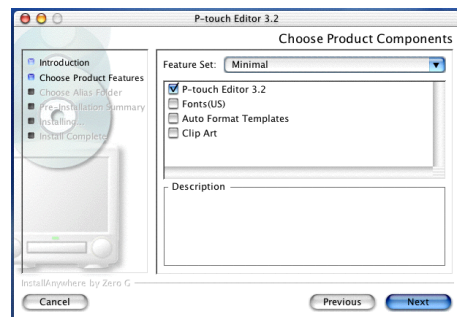 P-touch Editor 3.2
Choose Product Components
Introduction
Choose Product Features
Choose Alias Folder
Pre-Installation Summary
Installing...
Install Complete
Feature Set: Minimal
P-touch Editor 3.2
Fonts(US)
Auto Format Templates
Clip Art
Description
InstallAnywhere by Zero G
Cancel
Previous
Next